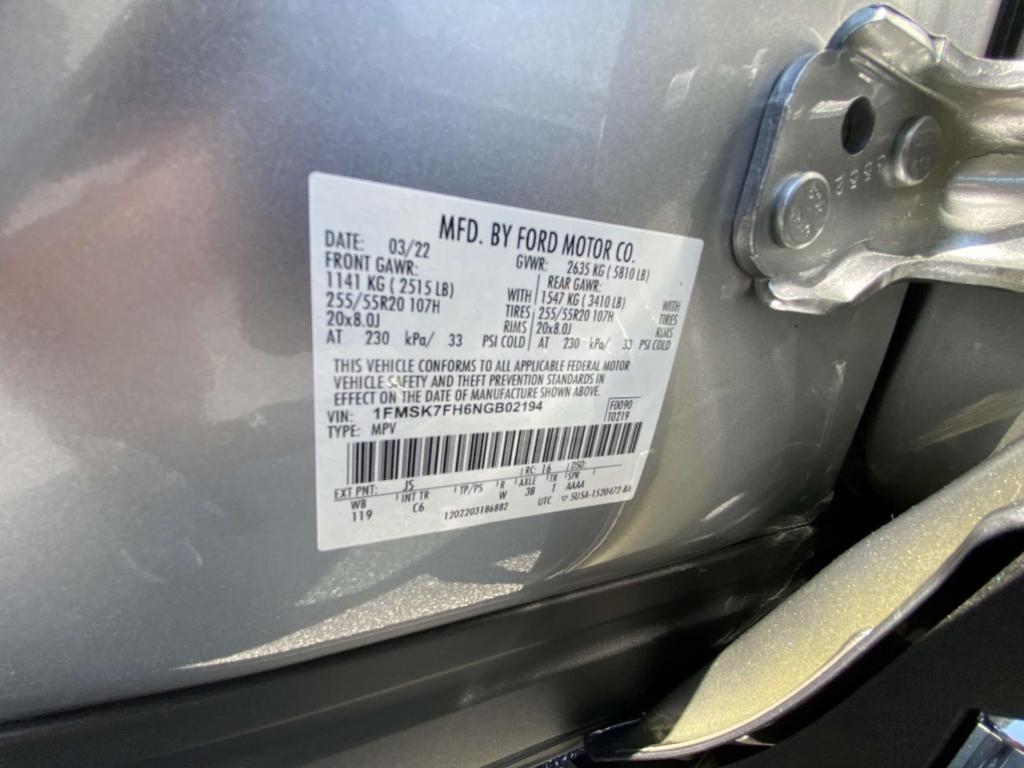 MFD. BY FORD MOTOR CO.
DATE: 03/22 GVWR: 2635 KG ( 5810 LB)
FRONT GAWR: REAR GAWR:
1141 KG ( 2515 LB) WITH 1547 KG ( 3410 LB) WITH
255/55R20 107H TIRES 255/55R20 107H TIRES
20x8.0J RIMS 20x8.0J RIMS
AT 230 kPa/ 33 PSI COLD AT 230 kPa/ 33 PSI COLD
THIS VEHICLE CONFORMS TO ALL APPLICABLE FEDERAL MOTOR
VEHICLE SAFETY AND THEFT PREVENTION STANDARDS IN
EFFECT ON THE DATE OF MANUFACTURE SHOWN ABOVE.
VIN: 1FMSK7FH6NGB02194 F0090
TYPE: MPV T0219
EXT PNT: JS RC: 16 DSO:
WB INT TR TP/PS R AXLE TR SPR
119 C6 W 3B T AAAA
1202203186882 UTC ▽ 5USA-1520472-BA